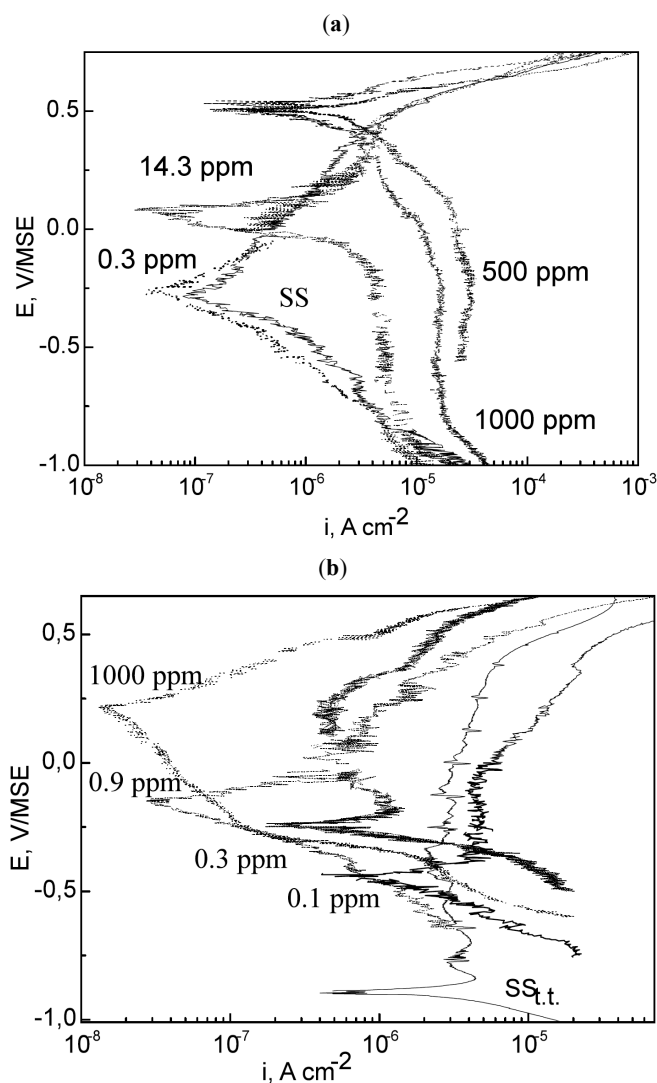 (a)
0.5
14.3 ppm
0.0
0.3 ppm
SS
500 ppm
-0.5
1000 ppm
-1.0
E, V/MSE
10-8 10-7 10-6 10-5 10-4 10-3
i, A cm-2
(b)
0,5
1000 ppm
0,0
0.9 ppm
0.3 ppm
-0,5
0.1 ppm
SSt.t.
-1,0
E, V/MSE
10-8 10-7 10-6 10-5
i, A cm-2